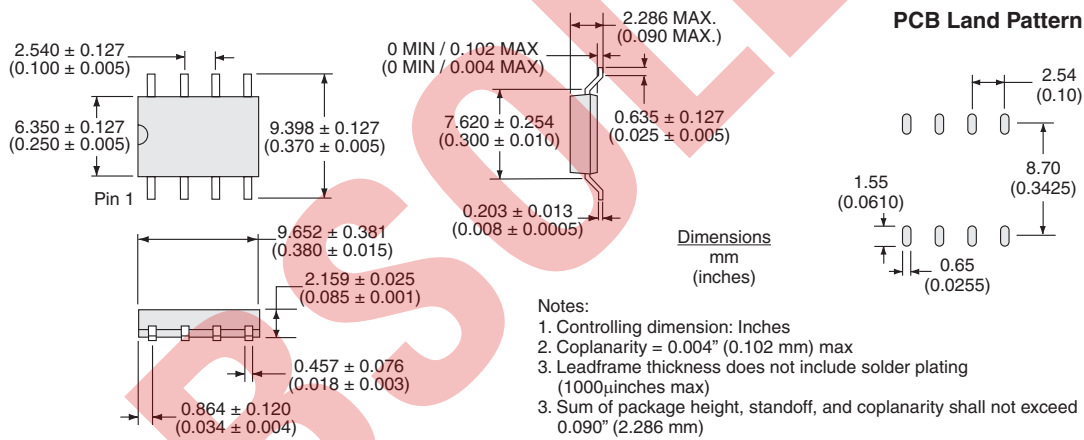 2.540 ± 0.127
(0.100 ± 0.005)
6.350 ± 0.127
(0.250 ± 0.005)
9.398 ± 0.127
(0.370 ± 0.005)
Pin 1
9.652 ± 0.381
(0.380 ± 0.015)
2.159 ± 0.025
(0.085 ± 0.001)
0.457 ± 0.076
(0.018 ± 0.003)
0.864 ± 0.120
(0.034 ± 0.004)
2.286 MAX.
(0.090 MAX.)
0 MIN / 0.102 MAX
(0 MIN / 0.004 MAX)
7.620 ± 0.254
(0.300 ± 0.010)
0.635 ± 0.127
(0.025 ± 0.005)
0.203 ± 0.013
(0.008 ± 0.0005)
Dimensions
mm
(inches)
PCB Land Pattern
2.54
(0.10)
8.70
(0.3425)
1.55
(0.0610)
0.65
(0.0255)
Notes:
1. Controlling dimension: Inches
2. Coplanarity = 0.004” (0.102 mm) max
3. Leadframe thickness does not include solder plating
(1000µinches max)
3. Sum of package height, standoff, and coplanarity shall not exceed
0.090” (2.286 mm)